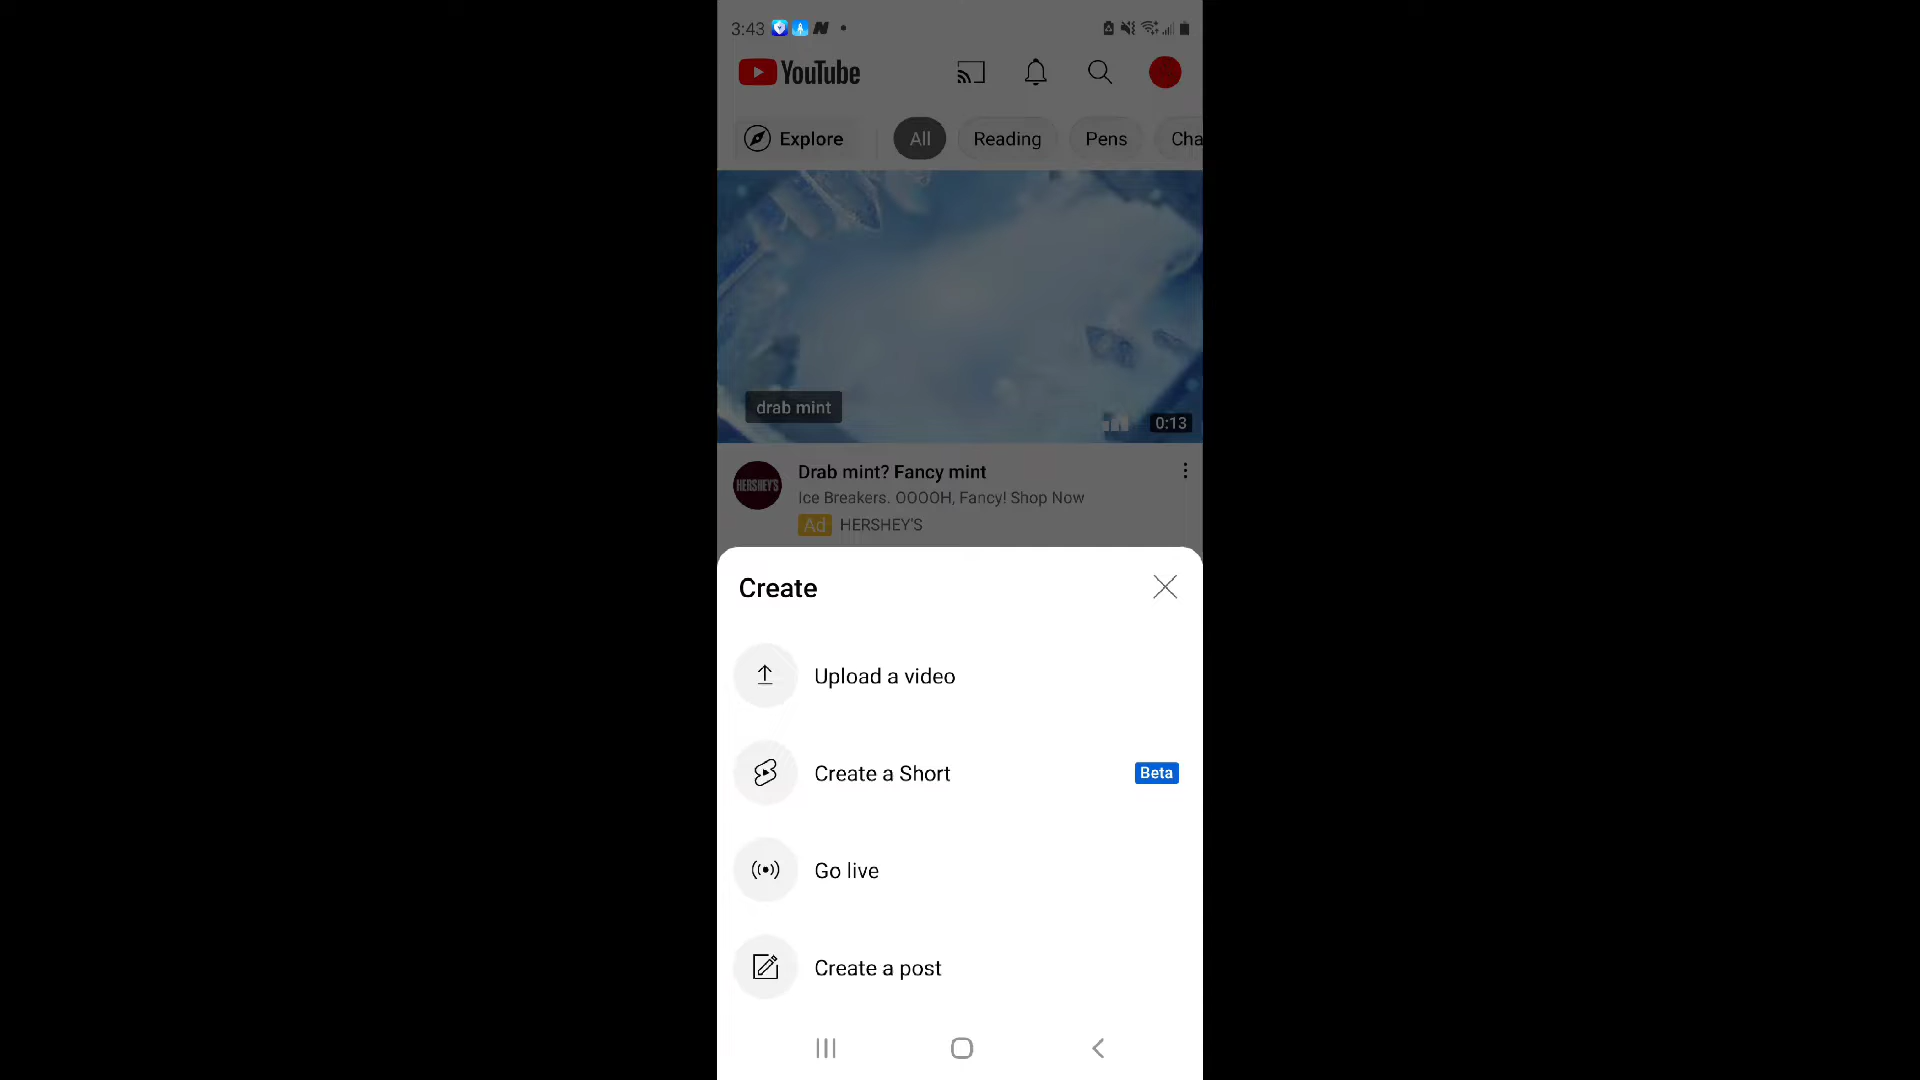 3:43
YouTube
Explore All Reading Pens Cha
drab mint
0:13
HERSHEY'S
Drab mint? Fancy mint
Ice Breakers. OOOOH, Fancy! Shop Now
Ad HERSHEY'S
Create
Upload a video
Create a Short Beta
Go live
Create a post